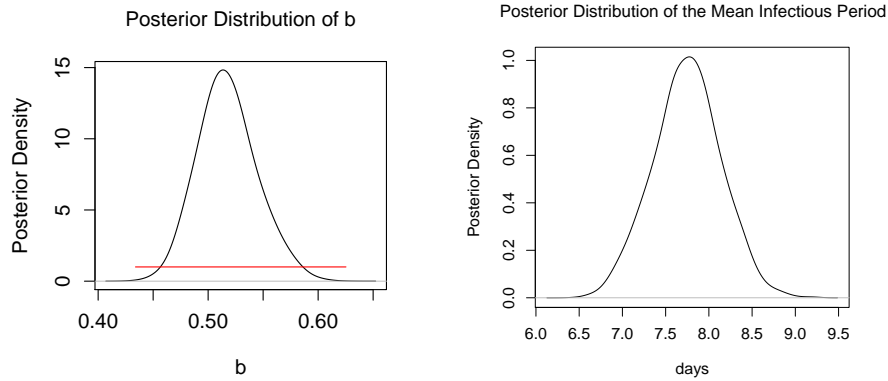 Posterior Distribution of b
Posterior Density
15
10
5
0
0.40 0.50 0.60
b
Posterior Distribution of the Mean Infectious Period
Posterior Density
1.0
0.8
0.6
0.4
0.2
0.0
6.0 6.5 7.0 7.5 8.0 8.5 9.0 9.5
days